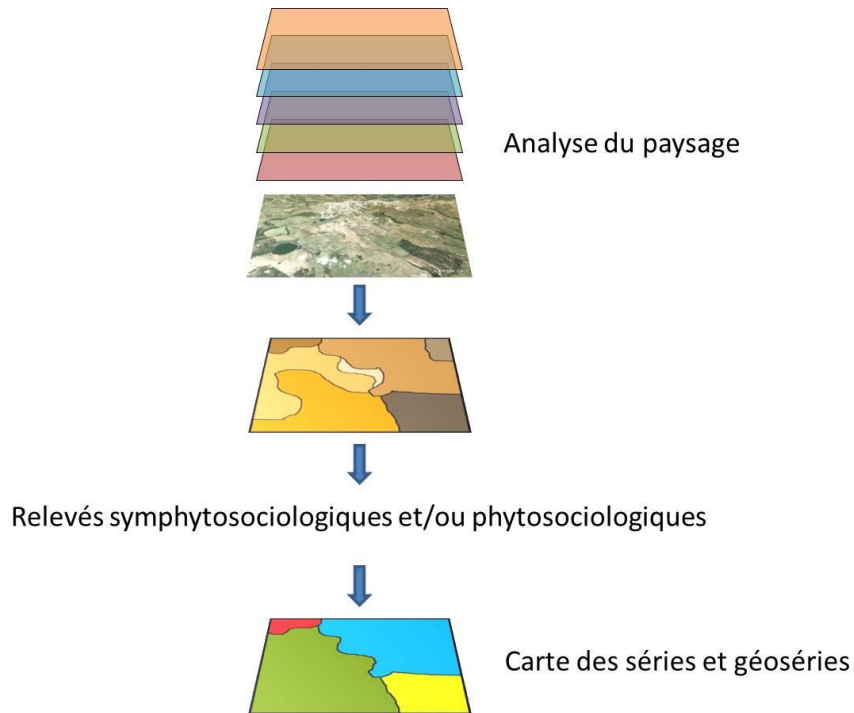 Analyse du paysage
Relevés symphytosociologiques et/ou phytosociologiques
Carte des séries et géoséries